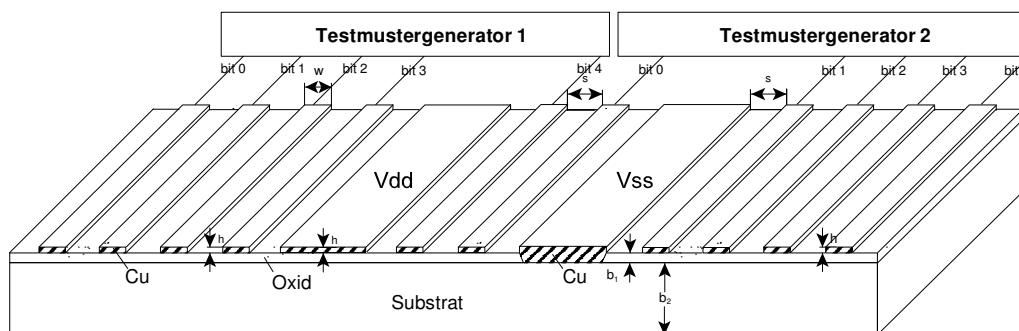 Testmustergenerator 1 Testmustergenerator 2
bit 0 bit 1 w bit 2 bit 3 bit 4 s bit 0 s bit 1 bit 2 bit 3 bit
Vdd Vss
h h h
Cu Oxid Cu b1 b2
Substrat